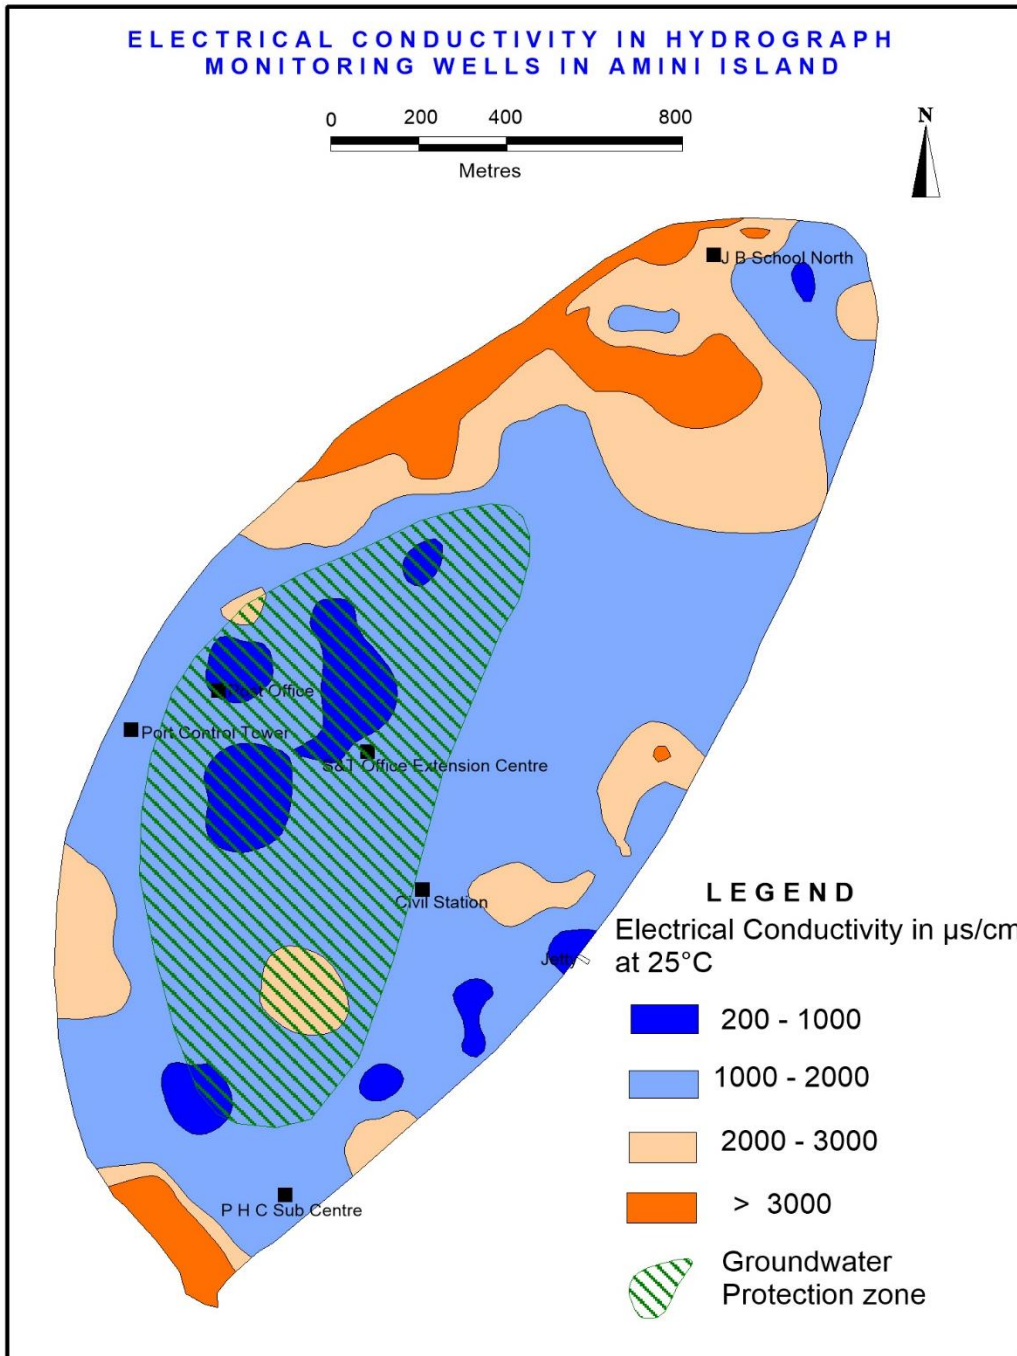 ELECTRICAL CONDUCTIVITY IN HYDROGRAPH
MONITORING WELLS IN AMINI ISLAND
0 200 400 800
Metres
N
J B School North
Post Office
Port Control Tower
S&T Office Extension Centre
Civil Station
Jetty
P H C Sub Centre
LEGEND
Electrical Conductivity in µs/cm
at 25°C
200 - 1000
1000 - 2000
2000 - 3000
> 3000
Groundwater
Protection zone